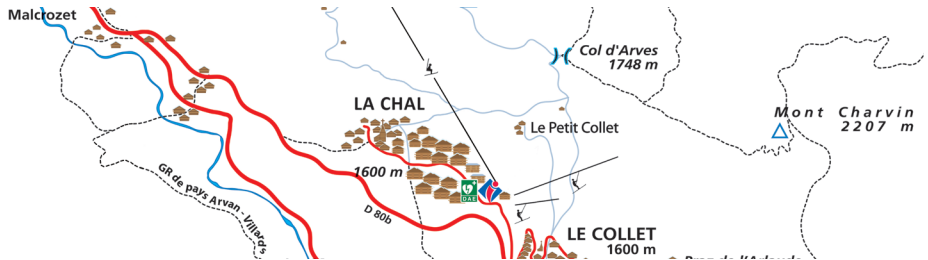 Malcrozet
Col d'Arves
1748 m
LA CHAL
Mont Charvin
2207 m
Le Petit Collet
1600 m
GR de pays Arvan - Villards
DAE
D 80b
LE COLLET
1600 m